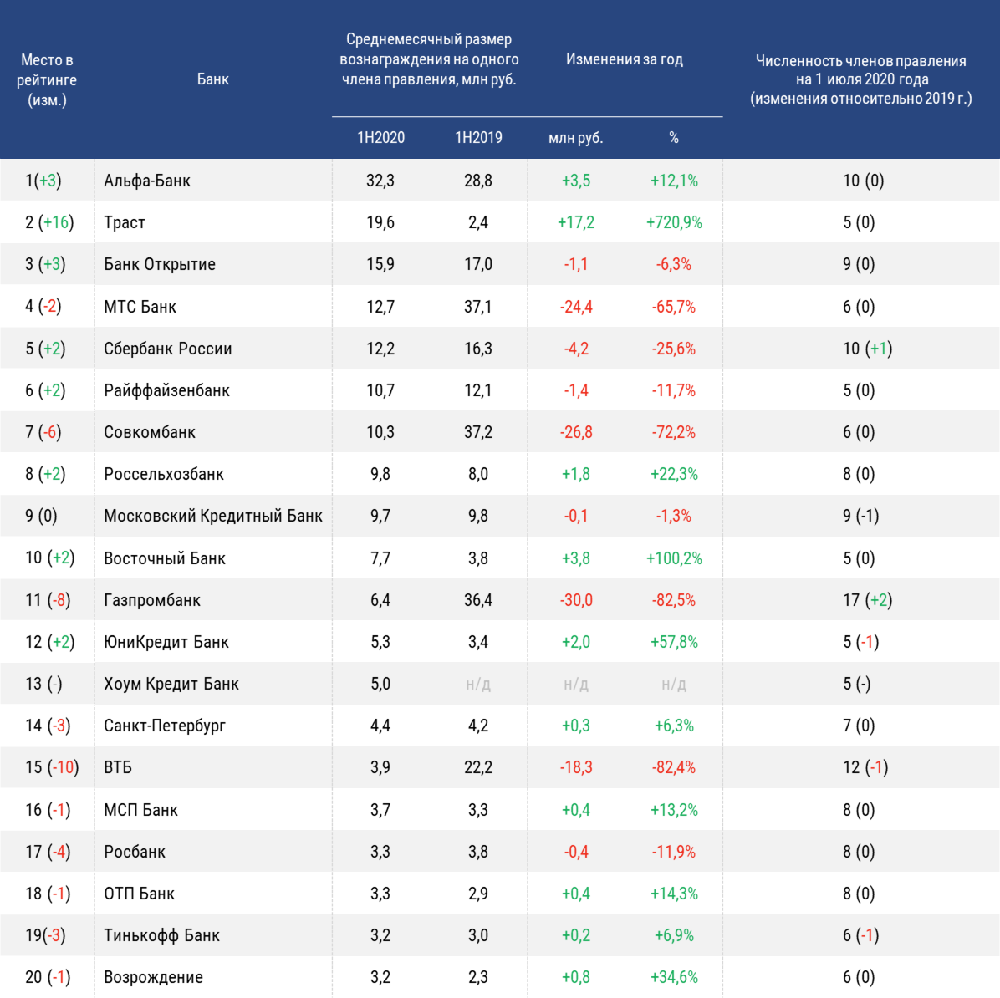 Место в
рейтинге
(изм.)
Банк
Среднемесячный размер
вознаграждения на одного
члена правления, млн руб.
Изменения за год
Численность членов правления
на 1 июля 2020 года
(изменения относительно 2019 г.)
1H2020 1H2019 млн руб. %
1(+3) Альфа-Банк 32,3 28,8 +3,5 +12,1% 10 (0)
2 (+16) Траст 19,6 2,4 +17,2 +720,9% 5 (0)
3 (+3) Банк Открытие 15,9 17,0 -1,1 -6,3% 9 (0)
4 (-2) МТС Банк 12,7 37,1 -24,4 -65,7% 6 (0)
5 (+2) Сбербанк России 12,2 16,3 -4,2 -25,6% 10 (+1)
6 (+2) Райффайзенбанк 10,7 12,1 -1,4 -11,7% 5 (0)
7 (-6) Совкомбанк 10,3 37,2 -26,8 -72,2% 6 (0)
8 (+2) Россельхозбанк 9,8 8,0 +1,8 +22,3% 8 (0)
9 (0) Московский Кредитный Банк 9,7 9,8 -0,1 -1,3% 9 (-1)
10 (+2) Восточный Банк 7,7 3,8 +3,8 +100,2% 5 (0)
11 (-8) Газпромбанк 6,4 36,4 -30,0 -82,5% 17 (+2)
12 (+2) ЮниКредит Банк 5,3 3,4 +2,0 +57,8% 5 (-1)
13 (-) Хоум Кредит Банк 5,0 н/д н/д н/д 5 (-)
14 (-3) Санкт-Петербург 4,4 4,2 +0,3 +6,3% 7 (0)
15 (-10) ВТБ 3,9 22,2 -18,3 -82,4% 12 (-1)
16 (-1) МСП Банк 3,7 3,3 +0,4 +13,2% 8 (0)
17 (-4) Росбанк 3,3 3,8 -0,4 -11,9% 8 (0)
18 (-1) ОТП Банк 3,3 2,9 +0,4 +14,3% 8 (0)
19(-3) Тинькофф Банк 3,2 3,0 +0,2 +6,9% 6 (-1)
20 (-1) Возрождение 3,2 2,3 +0,8 +34,6% 6 (0)